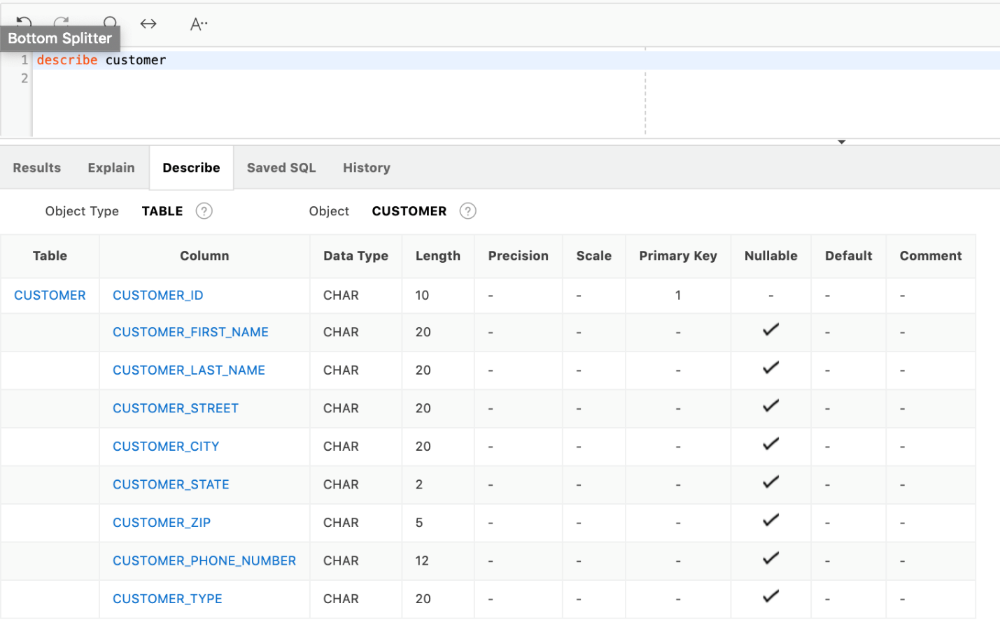 A··
Bottom Splitter
1 describe customer
2
Results Explain Describe Saved SQL History
Object Type TABLE ? Object CUSTOMER ?
Table Column Data Type Length Precision Scale Primary Key Nullable Default Comment
CUSTOMER CUSTOMER_ID CHAR 10 - - 1 - - -
CUSTOMER_FIRST_NAME CHAR 20 - - - ✓ - -
CUSTOMER_LAST_NAME CHAR 20 - - - ✓ - -
CUSTOMER_STREET CHAR 20 - - - ✓ - -
CUSTOMER_CITY CHAR 20 - - - ✓ - -
CUSTOMER_STATE CHAR 2 - - - ✓ - -
CUSTOMER_ZIP CHAR 5 - - - ✓ - -
CUSTOMER_PHONE_NUMBER CHAR 12 - - - ✓ - -
CUSTOMER_TYPE CHAR 20 - - - ✓ - -